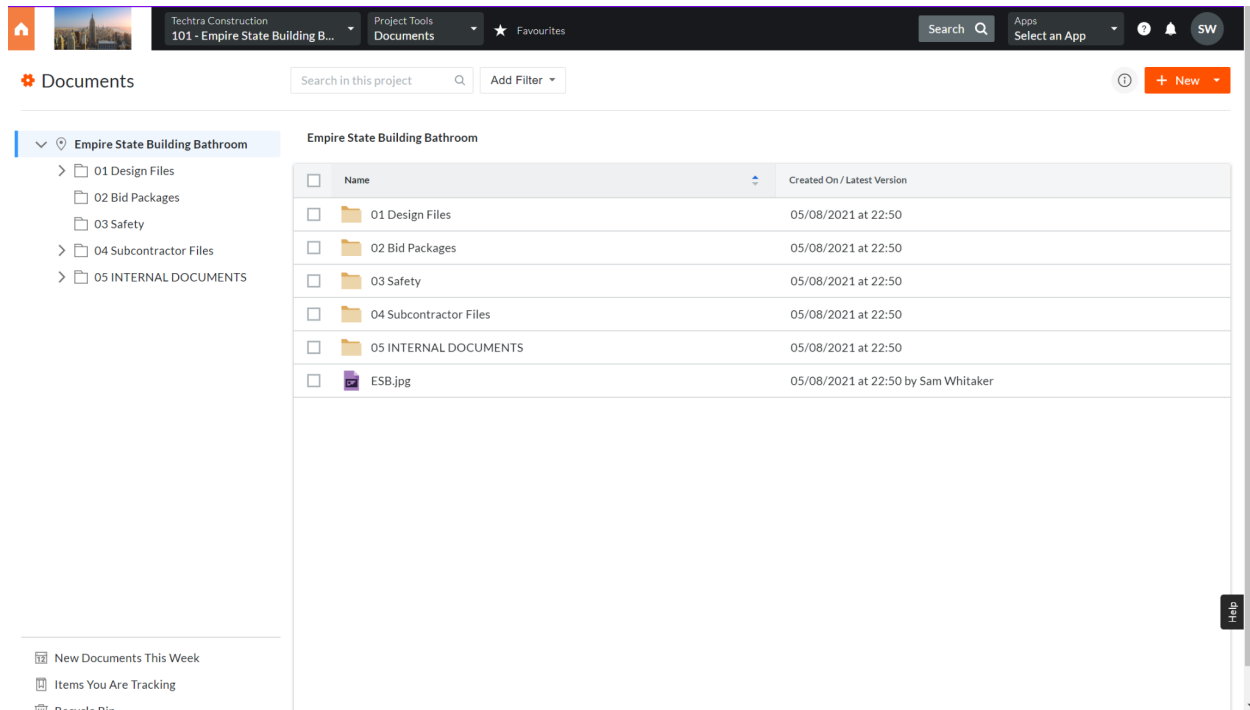 Techtra Construction
101 - Empire State Building B...
Project Tools
Documents
Favourites
Search
Apps
Select an App
?
SW
Documents
Search in this project
Add Filter
+ New
Empire State Building Bathroom
01 Design Files
02 Bid Packages
03 Safety
04 Subcontractor Files
05 INTERNAL DOCUMENTS
Empire State Building Bathroom
Name
Created On / Latest Version
01 Design Files
05/08/2021 at 22:50
02 Bid Packages
05/08/2021 at 22:50
03 Safety
05/08/2021 at 22:50
04 Subcontractor Files
05/08/2021 at 22:50
05 INTERNAL DOCUMENTS
05/08/2021 at 22:50
ESB.jpg
05/08/2021 at 22:50 by Sam Whitaker
Help
12
New Documents This Week
Items You Are Tracking
Recycle Bin